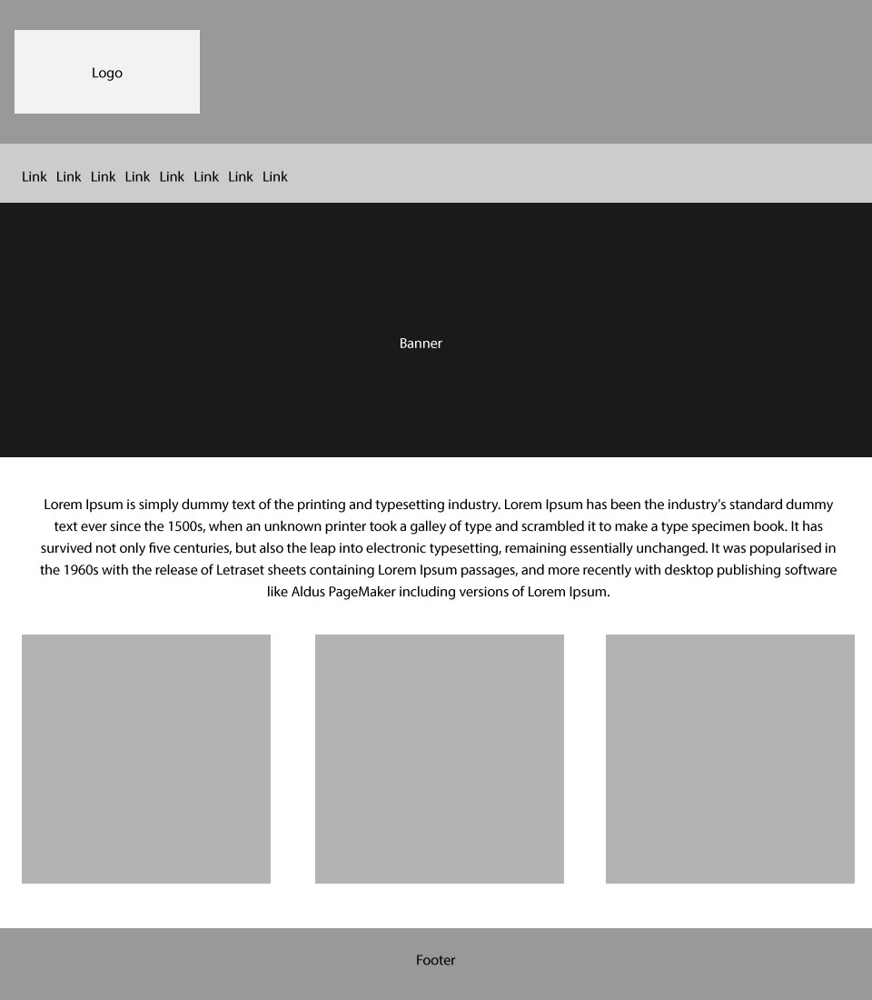 Logo
Link Link Link Link Link Link Link Link
Banner
Lorem Ipsum is simply dummy text of the printing and typesetting industry. Lorem Ipsum has been the industry's standard dummy
text ever since the 1500s, when an unknown printer took a galley of type and scrambled it to make a type specimen book. It has
survived not only five centuries, but also the leap into electronic typesetting, remaining essentially unchanged. It was popularised in
the 1960s with the release of Letraset sheets containing Lorem Ipsum passages, and more recently with desktop publishing software
like Aldus PageMaker including versions of Lorem Ipsum.
Footer